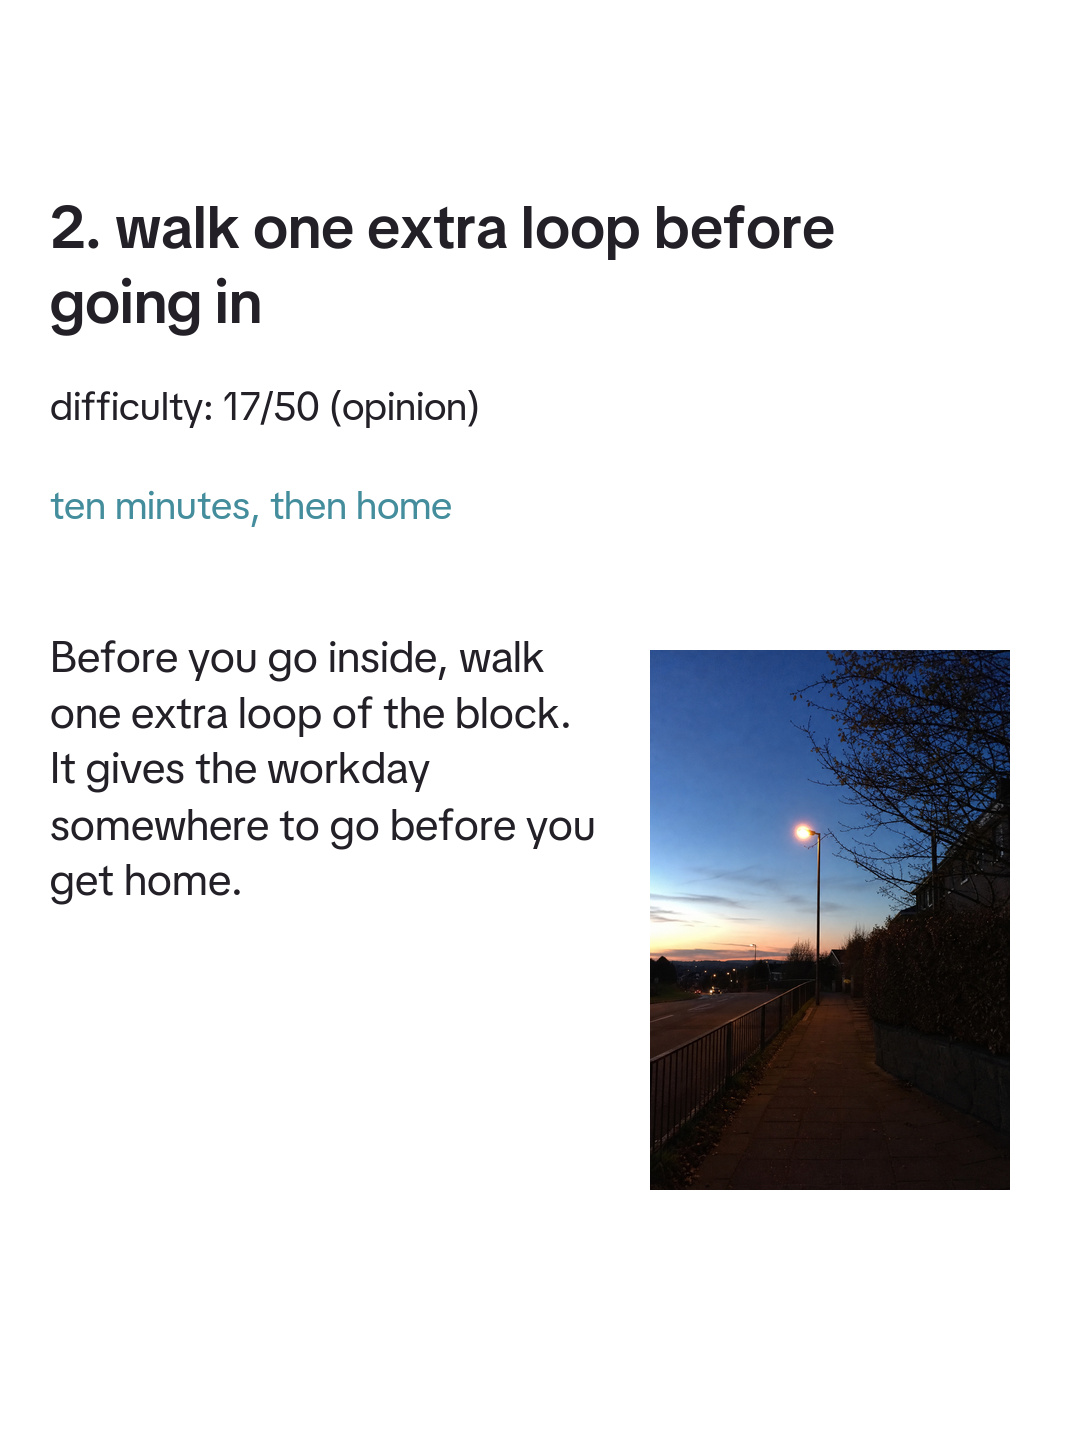 2. walk one extra loop before
going in
difficulty: 17/50 (opinion)
ten minutes, then home
Before you go inside, walk
one extra loop of the block.
It gives the workday
somewhere to go before you
get home.